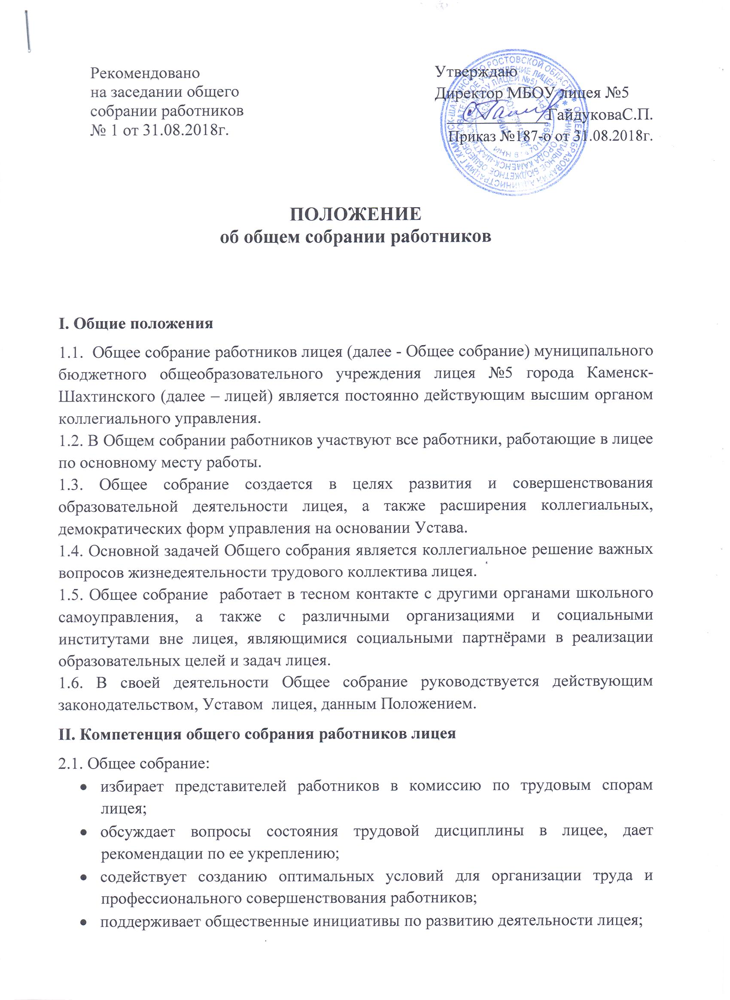 Рекомендовано
на заседании общего
собрании работников
№ 1 от 31.08.2018г.
Утверждаю
Директор МБОУ лицея №5
ГайдуковаС.П.
Приказ №187-о от 31.08.2018г.
ПОЛОЖЕНИЕ
об общем собрании работников
I. Общие положения
1.1. Общее собрание работников лицея (далее - Общее собрание) муниципального
бюджетного общеобразовательного учреждения лицея №5 города Каменск-
Шахтинского (далее – лицей) является постоянно действующим высшим органом
коллегиального управления.
1.2. В Общем собрании работников участвуют все работники, работающие в лицее
по основному месту работы.
1.3. Общее собрание создается в целях развития и совершенствования
образовательной деятельности лицея, а также расширения коллегиальных,
демократических форм управления на основании Устава.
1.4. Основной задачей Общего собрания является коллегиальное решение важных
вопросов жизнедеятельности трудового коллектива лицея.
1.5. Общее собрание работает в тесном контакте с другими органами школьного
самоуправления, а также с различными организациями и социальными
институтами вне лицея, являющимися социальными партнёрами в реализации
образовательных целей и задач лицея.
1.6. В своей деятельности Общее собрание руководствуется действующим
законодательством, Уставом лицея, данным Положением.
II. Компетенция общего собрания работников лицея
2.1. Общее собрание:
• избирает представителей работников в комиссию по трудовым спорам
лицея;
• обсуждает вопросы состояния трудовой дисциплины в лицее, дает
рекомендации по ее укреплению;
• содействует созданию оптимальных условий для организации труда и
профессионального совершенствования работников;
• поддерживает общественные инициативы по развитию деятельности лицея;